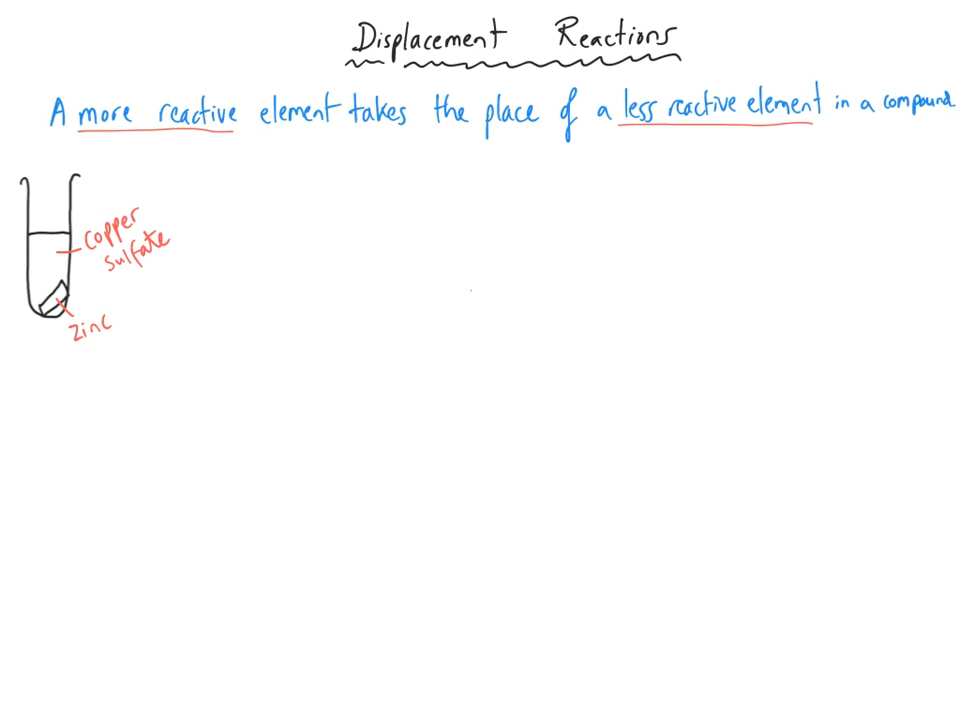 Displacement Reactions
A more reactive element takes the place of a less reactive element in a compound.
Copper
Sulfate
Zinc